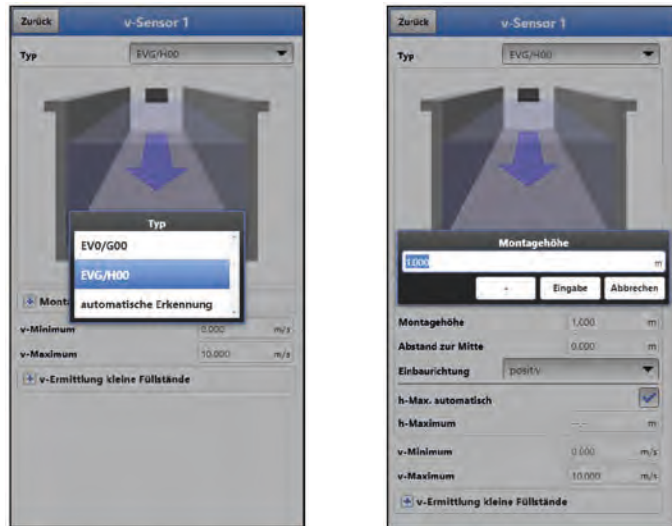 Zurück v-Sensor 1
Typ EVG/H00
Typ
EV0/G00
EVG/H00
automatische Erkennung
v-Minimum 0.000 m/s
v-Maximum 10.000 m/s
v-Ermittlung kleine Füllstände
Zurück v-Sensor 1
Typ EVG/H00
Montagehöhe
1.000 m
Eingabe Abbrechen
Montagehöhe 1.000 m
Abstand zur Mitte 0.000 m
Einbaurichtung positiv
h-Max. automatisch
h-Maximum --.-- m
v-Minimum 0.000 m/s
v-Maximum 10.000 m/s
v-Ermittlung kleine Füllstände